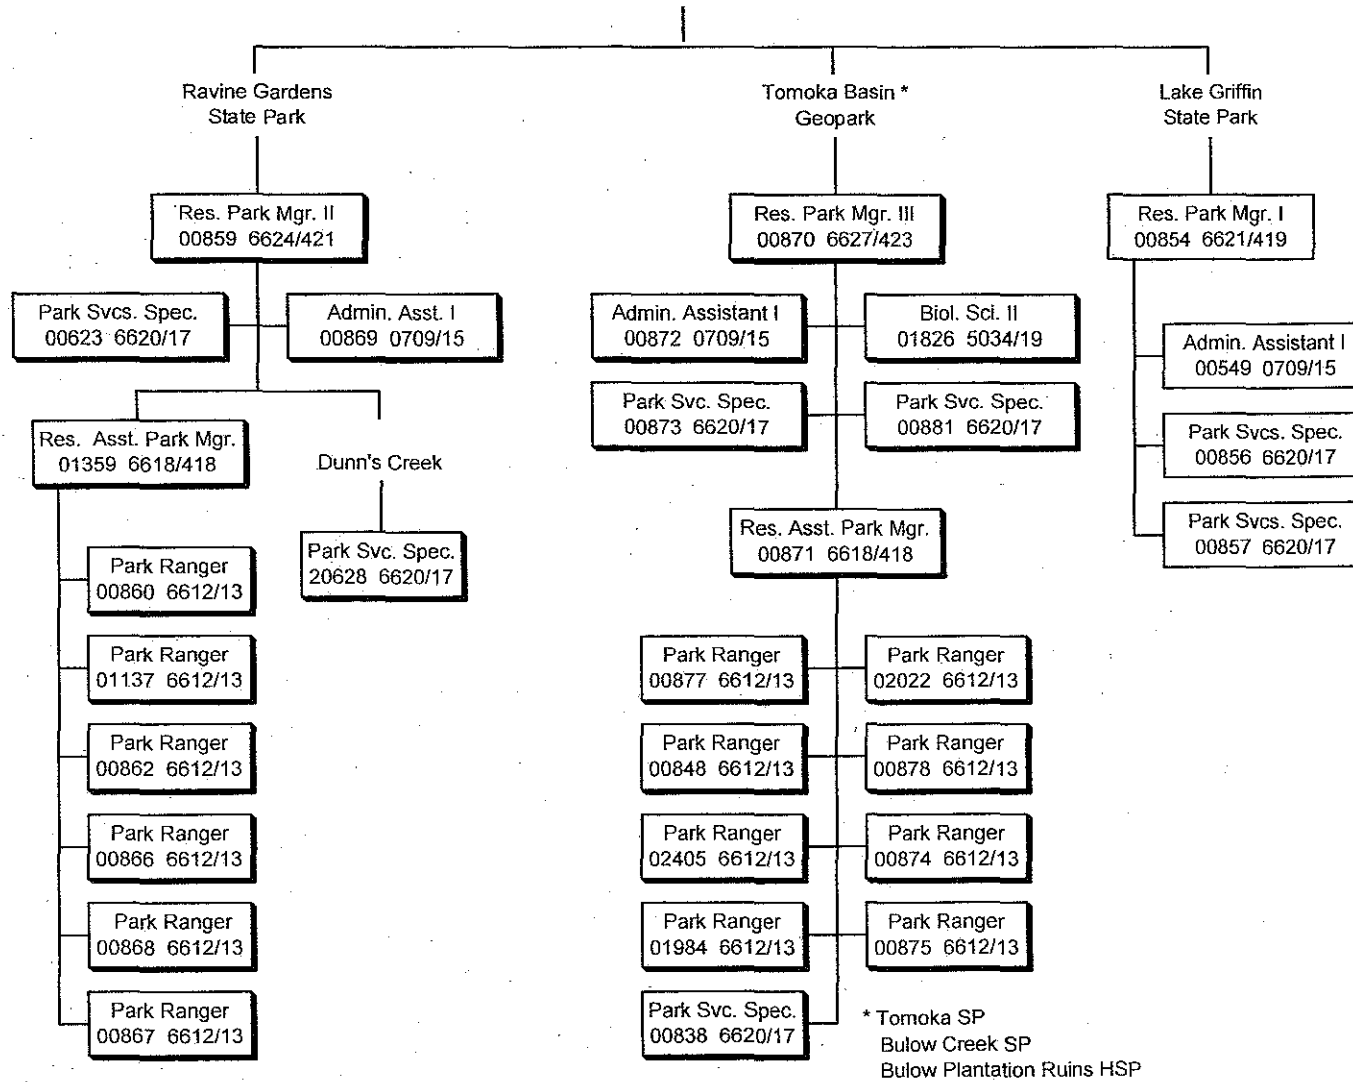 Ravine Gardens
State Park
Res. Park Mgr. II
00859 6624/421
Park Svcs. Spec.
00623 6620/17
Admin. Asst. I
00869 0709/15
Res. Asst. Park Mgr.
01359 6618/418
Dunn's Creek
Park Svc. Spec.
20628 6620/17
Park Ranger
00860 6612/13
Park Ranger
01137 6612/13
Park Ranger
00862 6612/13
Park Ranger
00866 6612/13
Park Ranger
00868 6612/13
Park Ranger
00867 6612/13
Tomoka Basin *
Geopark
Res. Park Mgr. III
00870 6627/423
Admin. Assistant I
00872 0709/15
Biol. Sci. II
01826 5034/19
Park Svc. Spec.
00873 6620/17
Park Svc. Spec.
00881 6620/17
Res. Asst. Park Mgr.
00871 6618/418
Park Ranger
00877 6612/13
Park Ranger
02022 6612/13
Park Ranger
00848 6612/13
Park Ranger
00878 6612/13
Park Ranger
02405 6612/13
Park Ranger
00874 6612/13
Park Ranger
01984 6612/13
Park Ranger
00875 6612/13
Park Svc. Spec.
00838 6620/17
* Tomoka SP
Bulow Creek SP
Bulow Plantation Ruins HSP
Lake Griffin
State Park
Res. Park Mgr. I
00854 6621/419
Admin. Assistant I
00549 0709/15
Park Svcs. Spec.
00856 6620/17
Park Svcs. Spec.
00857 6620/17